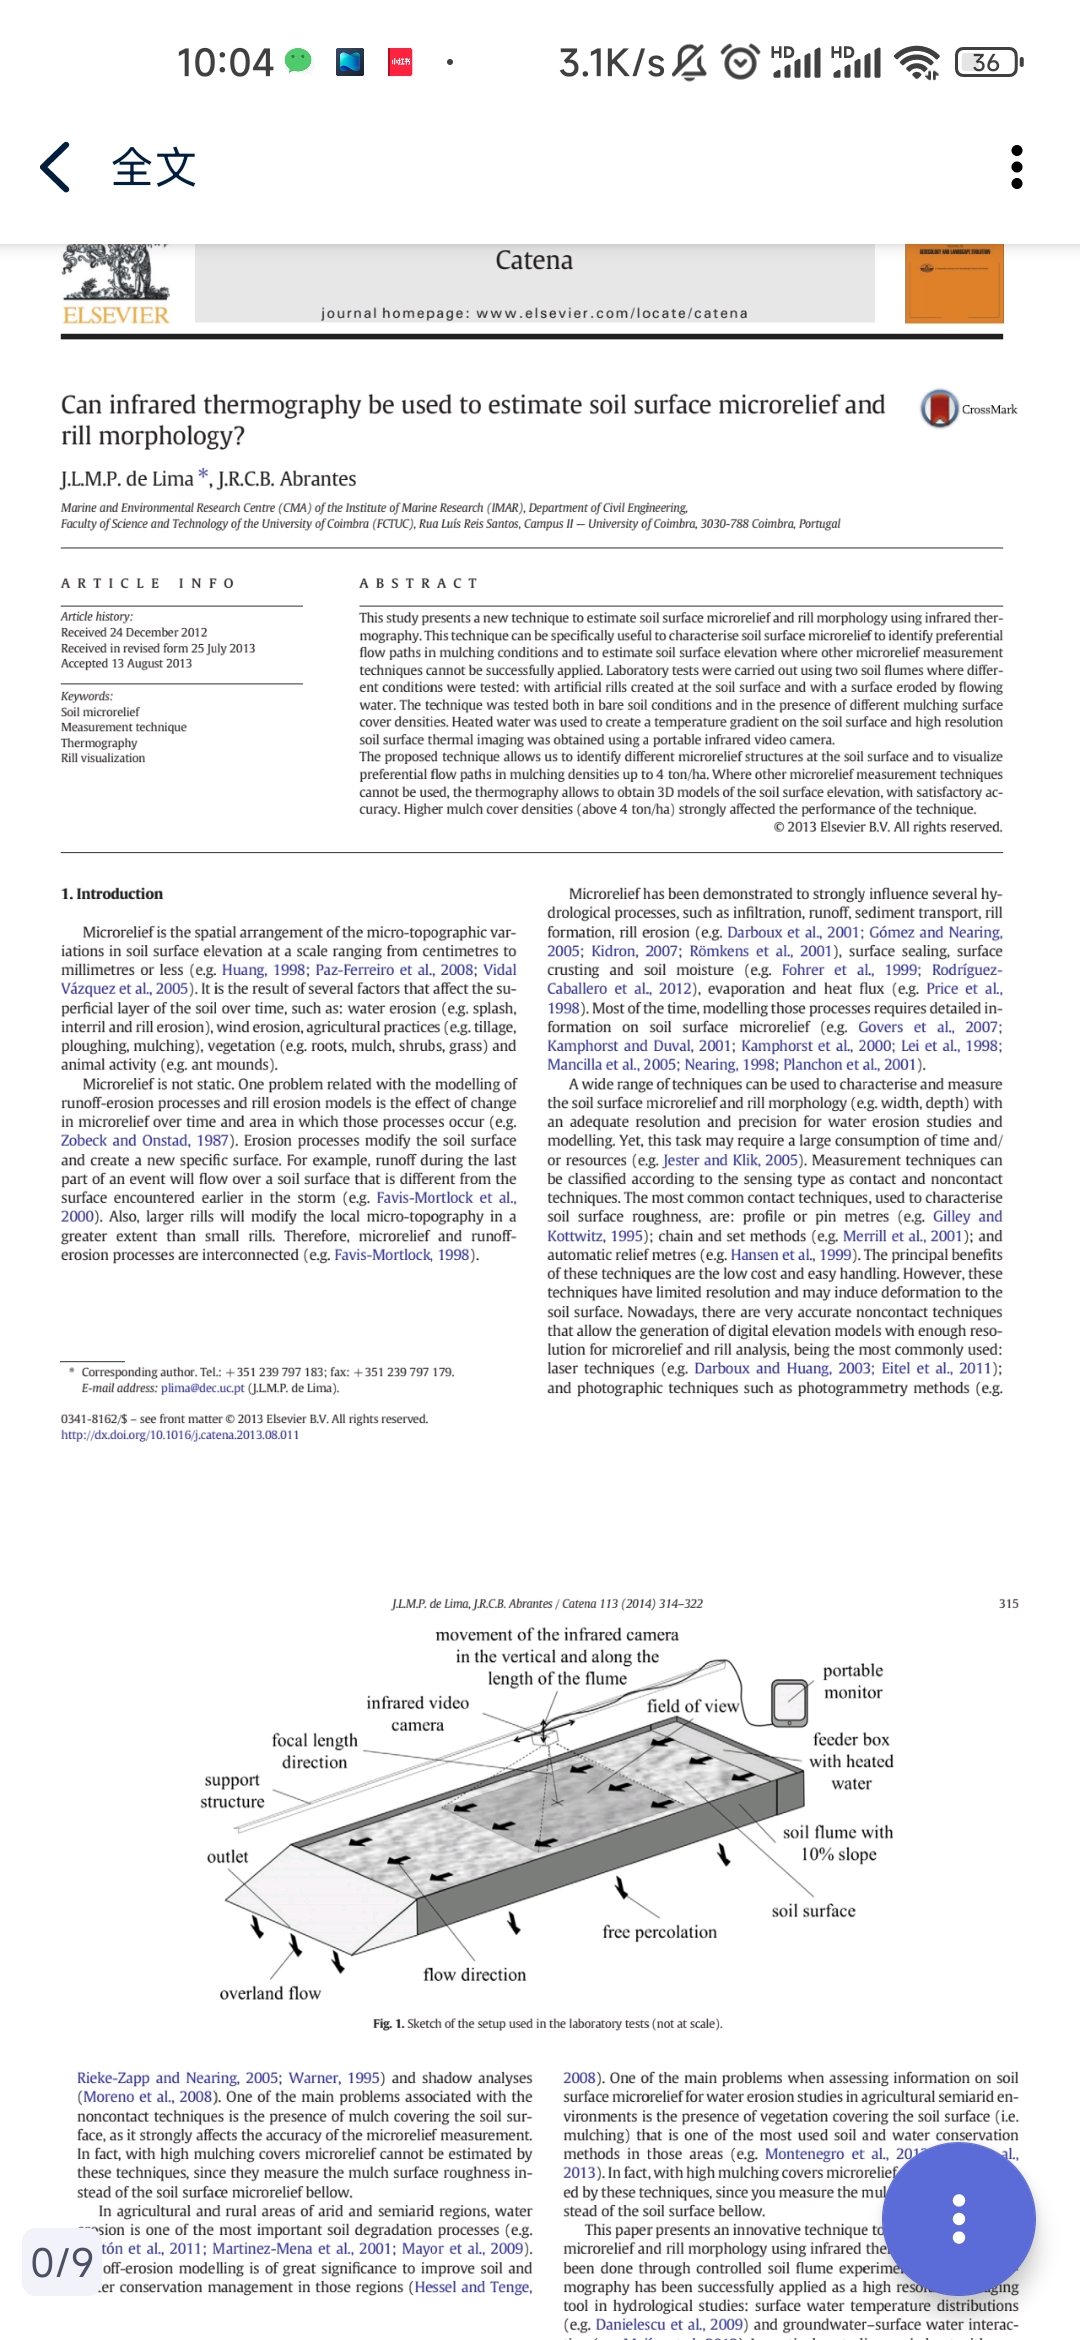 10:04
3.1K/s
HD
HD
36
全文
ELSEVIER
Catena
journal homepage: www.elsevier.com/locate/catena
Can infrared thermography be used to estimate soil surface microrelief and
rill morphology?
CrossMark
J.L.M.P. de Lima *, J.R.C.B. Abrantes
Marine and Environmental Research Centre (CMA) of the Institute of Marine Research (IMAR), Department of Civil Engineering,
Faculty of Science and Technology of the University of Coimbra (FCTUC), Rua Luís Reis Santos, Campus II — University of Coimbra, 3030-788 Coimbra, Portugal
ARTICLE INFO
Article history:
Received 24 December 2012
Received in revised form 25 July 2013
Accepted 13 August 2013
Keywords:
Soil microrelief
Measurement technique
Thermography
Rill visualization
ABSTRACT
This study presents a new technique to estimate soil surface microrelief and rill morphology using infrared ther-
mography. This technique can be specifically useful to characterise soil surface microrelief to identify preferential
flow paths in mulching conditions and to estimate soil surface elevation where other microrelief measurement
techniques cannot be successfully applied. Laboratory tests were carried out using two soil flumes where differ-
ent conditions were tested: with artificial rills created at the soil surface and with a surface eroded by flowing
water. The technique was tested both in bare soil conditions and in the presence of different mulching surface
cover densities. Heated water was used to create a temperature gradient on the soil surface and high resolution
soil surface thermal imaging was obtained using a portable infrared video camera.
The proposed technique allows us to identify different microrelief structures at the soil surface and to visualize
preferential flow paths in mulching densities up to 4 ton/ha. Where other microrelief measurement techniques
cannot be used, the thermography allows to obtain 3D models of the soil surface elevation, with satisfactory ac-
curacy. Higher mulch cover densities (above 4 ton/ha) strongly affected the performance of the technique.
© 2013 Elsevier B.V. All rights reserved.
1. Introduction
Microrelief is the spatial arrangement of the micro-topographic var-
iations in soil surface elevation at a scale ranging from centimetres to
millimetres or less (e.g. Huang, 1998; Paz-Ferreiro et al., 2008; Vidal
Vázquez et al., 2005). It is the result of several factors that affect the su-
perficial layer of the soil over time, such as: water erosion (e.g. splash,
interril and rill erosion), wind erosion, agricultural practices (e.g. tillage,
ploughing, mulching), vegetation (e.g. roots, mulch, shrubs, grass) and
animal activity (e.g. ant mounds).
Microrelief is not static. One problem related with the modelling of
runoff-erosion processes and rill erosion models is the effect of change
in microrelief over time and area in which those processes occur (e.g.
Zobeck and Onstad, 1987). Erosion processes modify the soil surface
and create a new specific surface. For example, runoff during the last
part of an event will flow over a soil surface that is different from the
surface encountered earlier in the storm (e.g. Favis-Mortlock et al.,
2000). Also, larger rills will modify the local micro-topography in a
greater extent than small rills. Therefore, microrelief and runoff-
erosion processes are interconnected (e.g. Favis-Mortlock, 1998).
* Corresponding author. Tel.: +351 239 797 183; fax: +351 239 797 179.
E-mail address: plima@dec.uc.pt (J.L.M.P. de Lima).
0341-8162/$ – see front matter © 2013 Elsevier B.V. All rights reserved.
http://dx.doi.org/10.1016/j.catena.2013.08.011
Microrelief has been demonstrated to strongly influence several hy-
drological processes, such as infiltration, runoff, sediment transport, rill
formation, rill erosion (e.g. Darboux et al., 2001; Gómez and Nearing,
2005; Kidron, 2007; Römkens et al., 2001), surface sealing, surface
crusting and soil moisture (e.g. Fohrer et al., 1999; Rodríguez-
Caballero et al., 2012), evaporation and heat flux (e.g. Price et al.,
1998). Most of the time, modelling those processes requires detailed in-
formation on soil surface microrelief (e.g. Govers et al., 2007;
Kamphorst and Duval, 2001; Kamphorst et al., 2000; Lei et al., 1998;
Mancilla et al., 2005; Nearing, 1998; Planchon et al., 2001).
A wide range of techniques can be used to characterise and measure
the soil surface microrelief and rill morphology (e.g. width, depth) with
an adequate resolution and precision for water erosion studies and
modelling. Yet, this task may require a large consumption of time and/
or resources (e.g. Jester and Klik, 2005). Measurement techniques can
be classified according to the sensing type as contact and noncontact
techniques. The most common contact techniques, used to characterise
soil surface roughness, are: profile or pin metres (e.g. Gilley and
Kottwitz, 1995); chain and set methods (e.g. Merrill et al., 2001); and
automatic relief metres (e.g. Hansen et al., 1999). The principal benefits
of these techniques are the low cost and easy handling. However, these
techniques have limited resolution and may induce deformation to the
soil surface. Nowadays, there are very accurate noncontact techniques
that allow the generation of digital elevation models with enough reso-
lution for microrelief and rill analysis, being the most commonly used:
laser techniques (e.g. Darboux and Huang, 2003; Eitel et al., 2011);
and photographic techniques such as photogrammetry methods (e.g.
J.L.M.P. de Lima, J.R.C.B. Abrantes / Catena 113 (2014) 314–322
315
movement of the infrared camera
in the vertical and along the
length of the flume
infrared video
camera
field of view
portable
monitor
focal length
direction
feeder box
with heated
water
support
structure
soil flume with
10% slope
outlet
soil surface
free percolation
flow direction
overland flow
Fig. 1. Sketch of the setup used in the laboratory tests (not at scale).
Rieke-Zapp and Nearing, 2005; Warner, 1995) and shadow analyses
(Moreno et al., 2008). One of the main problems associated with the
noncontact techniques is the presence of mulch covering the soil sur-
face, as it strongly affects the accuracy of the microrelief measurement.
In fact, with high mulching covers microrelief cannot be estimated by
these techniques, since they measure the mulch surface roughness in-
stead of the soil surface microrelief bellow.
In agricultural and rural areas of arid and semiarid regions, water
erosion is one of the most important soil degradation processes (e.g.
tón et al., 2011; Martinez-Mena et al., 2001; Mayor et al., 2009).
off-erosion modelling is of great significance to improve soil and
er conservation management in those regions (Hessel and Tenge,
0/9
2008). One of the main problems when assessing information on soil
surface microrelief for water erosion studies in agricultural semiarid en-
vironments is the presence of vegetation covering the soil surface (i.e.
mulching) that is one of the most used soil and water conservation
methods in those areas (e.g. Montenegro et al., 201 al.,
2013). In fact, with high mulching covers microrelief
ed by these techniques, since you measure the mul
stead of the soil surface bellow.
This paper presents an innovative technique to
microrelief and rill morphology using infrared the
been done through controlled soil flume experime
mography has been successfully applied as a high reso ging
tool in hydrological studies: surface water temperature distributions
(e.g. Danielescu et al., 2009) and groundwater–surface water interac-